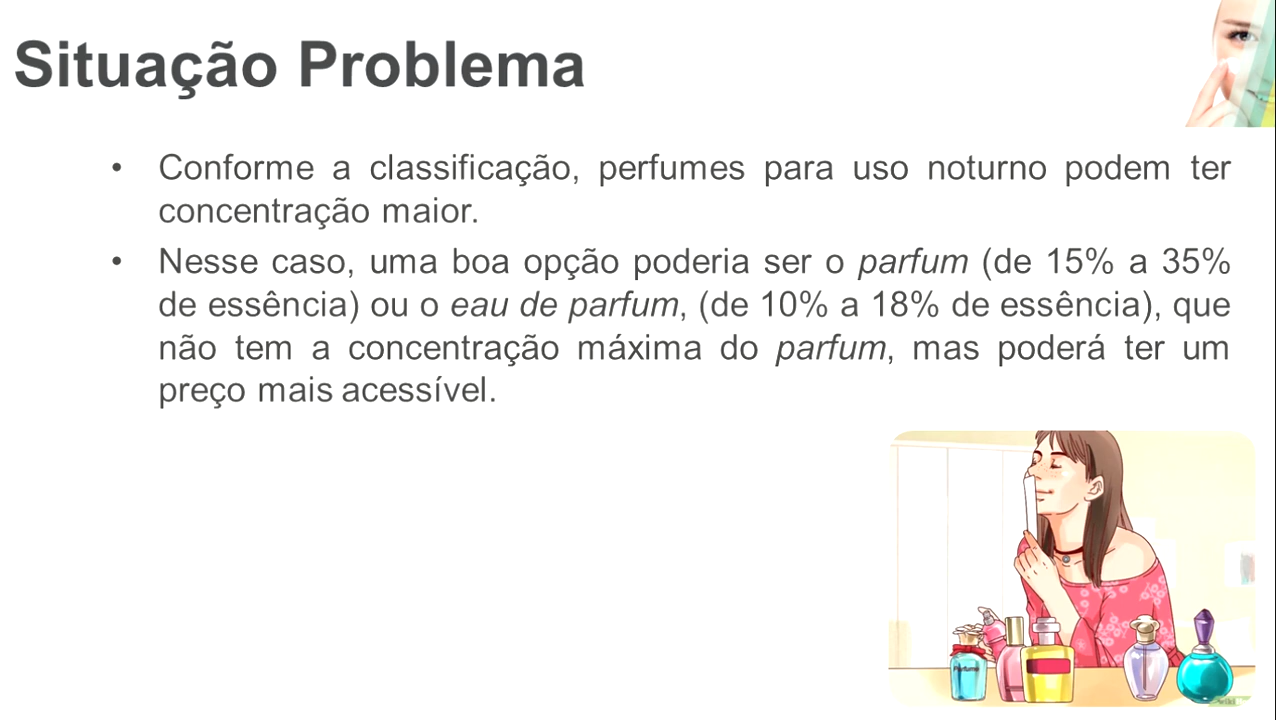 Situação Problema
• Conforme a classificação, perfumes para uso noturno podem ter
concentração maior.
• Nesse caso, uma boa opção poderia ser o parfum (de 15% a 35%
de essência) ou o eau de parfum, (de 10% a 18% de essência), que
não tem a concentração máxima do parfum, mas poderá ter um
preço mais acessível.
Perfume